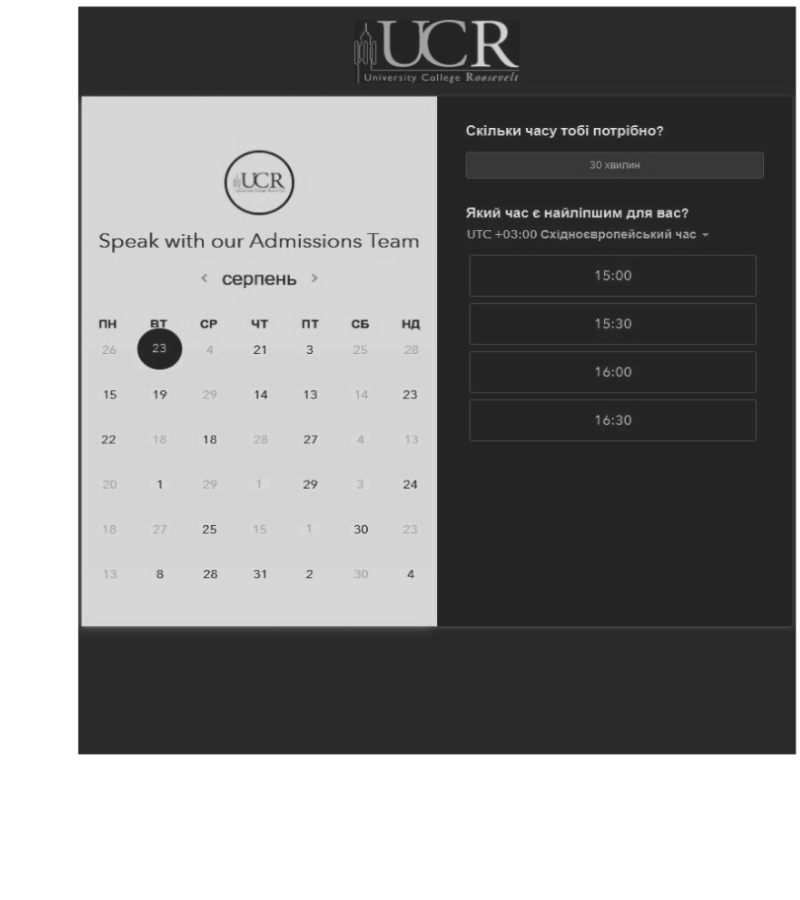 UCR
University College Roosevelt
UCR
Speak with our Admissions Team
< серпень >
ПН ВТ СР ЧТ ПТ СБ НД
26 23 4 21 3 25 28
15 19 29 14 13 14 23
22 18 18 28 27 4 13
20 1 29 1 29 3 24
18 27 25 15 1 30 23
13 8 28 31 2 30 4
Скільки часу тобі потрібно?
30 хвилин
Який час є найліпшим для вас?
UTC +03:00 Східноєвропейський час
15:00
15:30
16:00
16:30